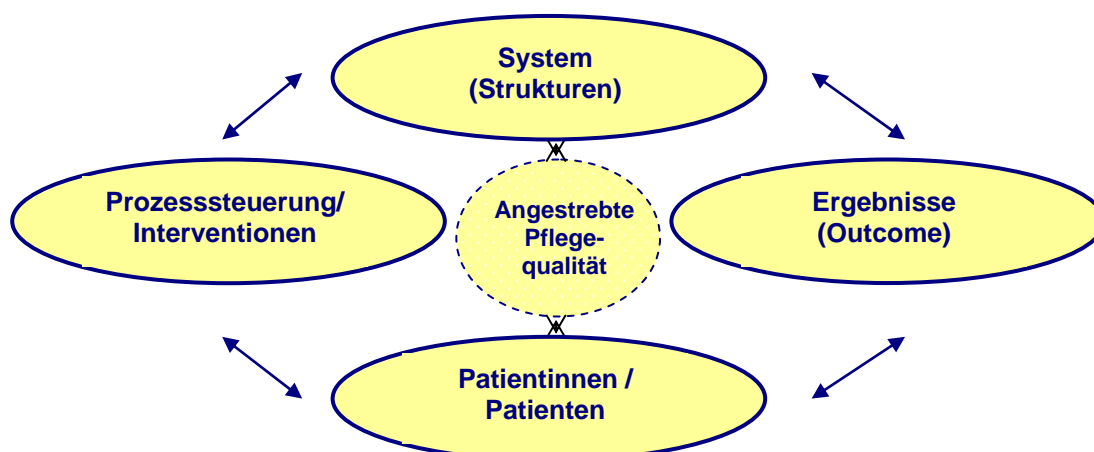 System
(Strukturen)
Prozesssteuerung/
Interventionen
Angestrebte
Pflege-
qualität
Ergebnisse
(Outcome)
Patientinnen /
Patienten